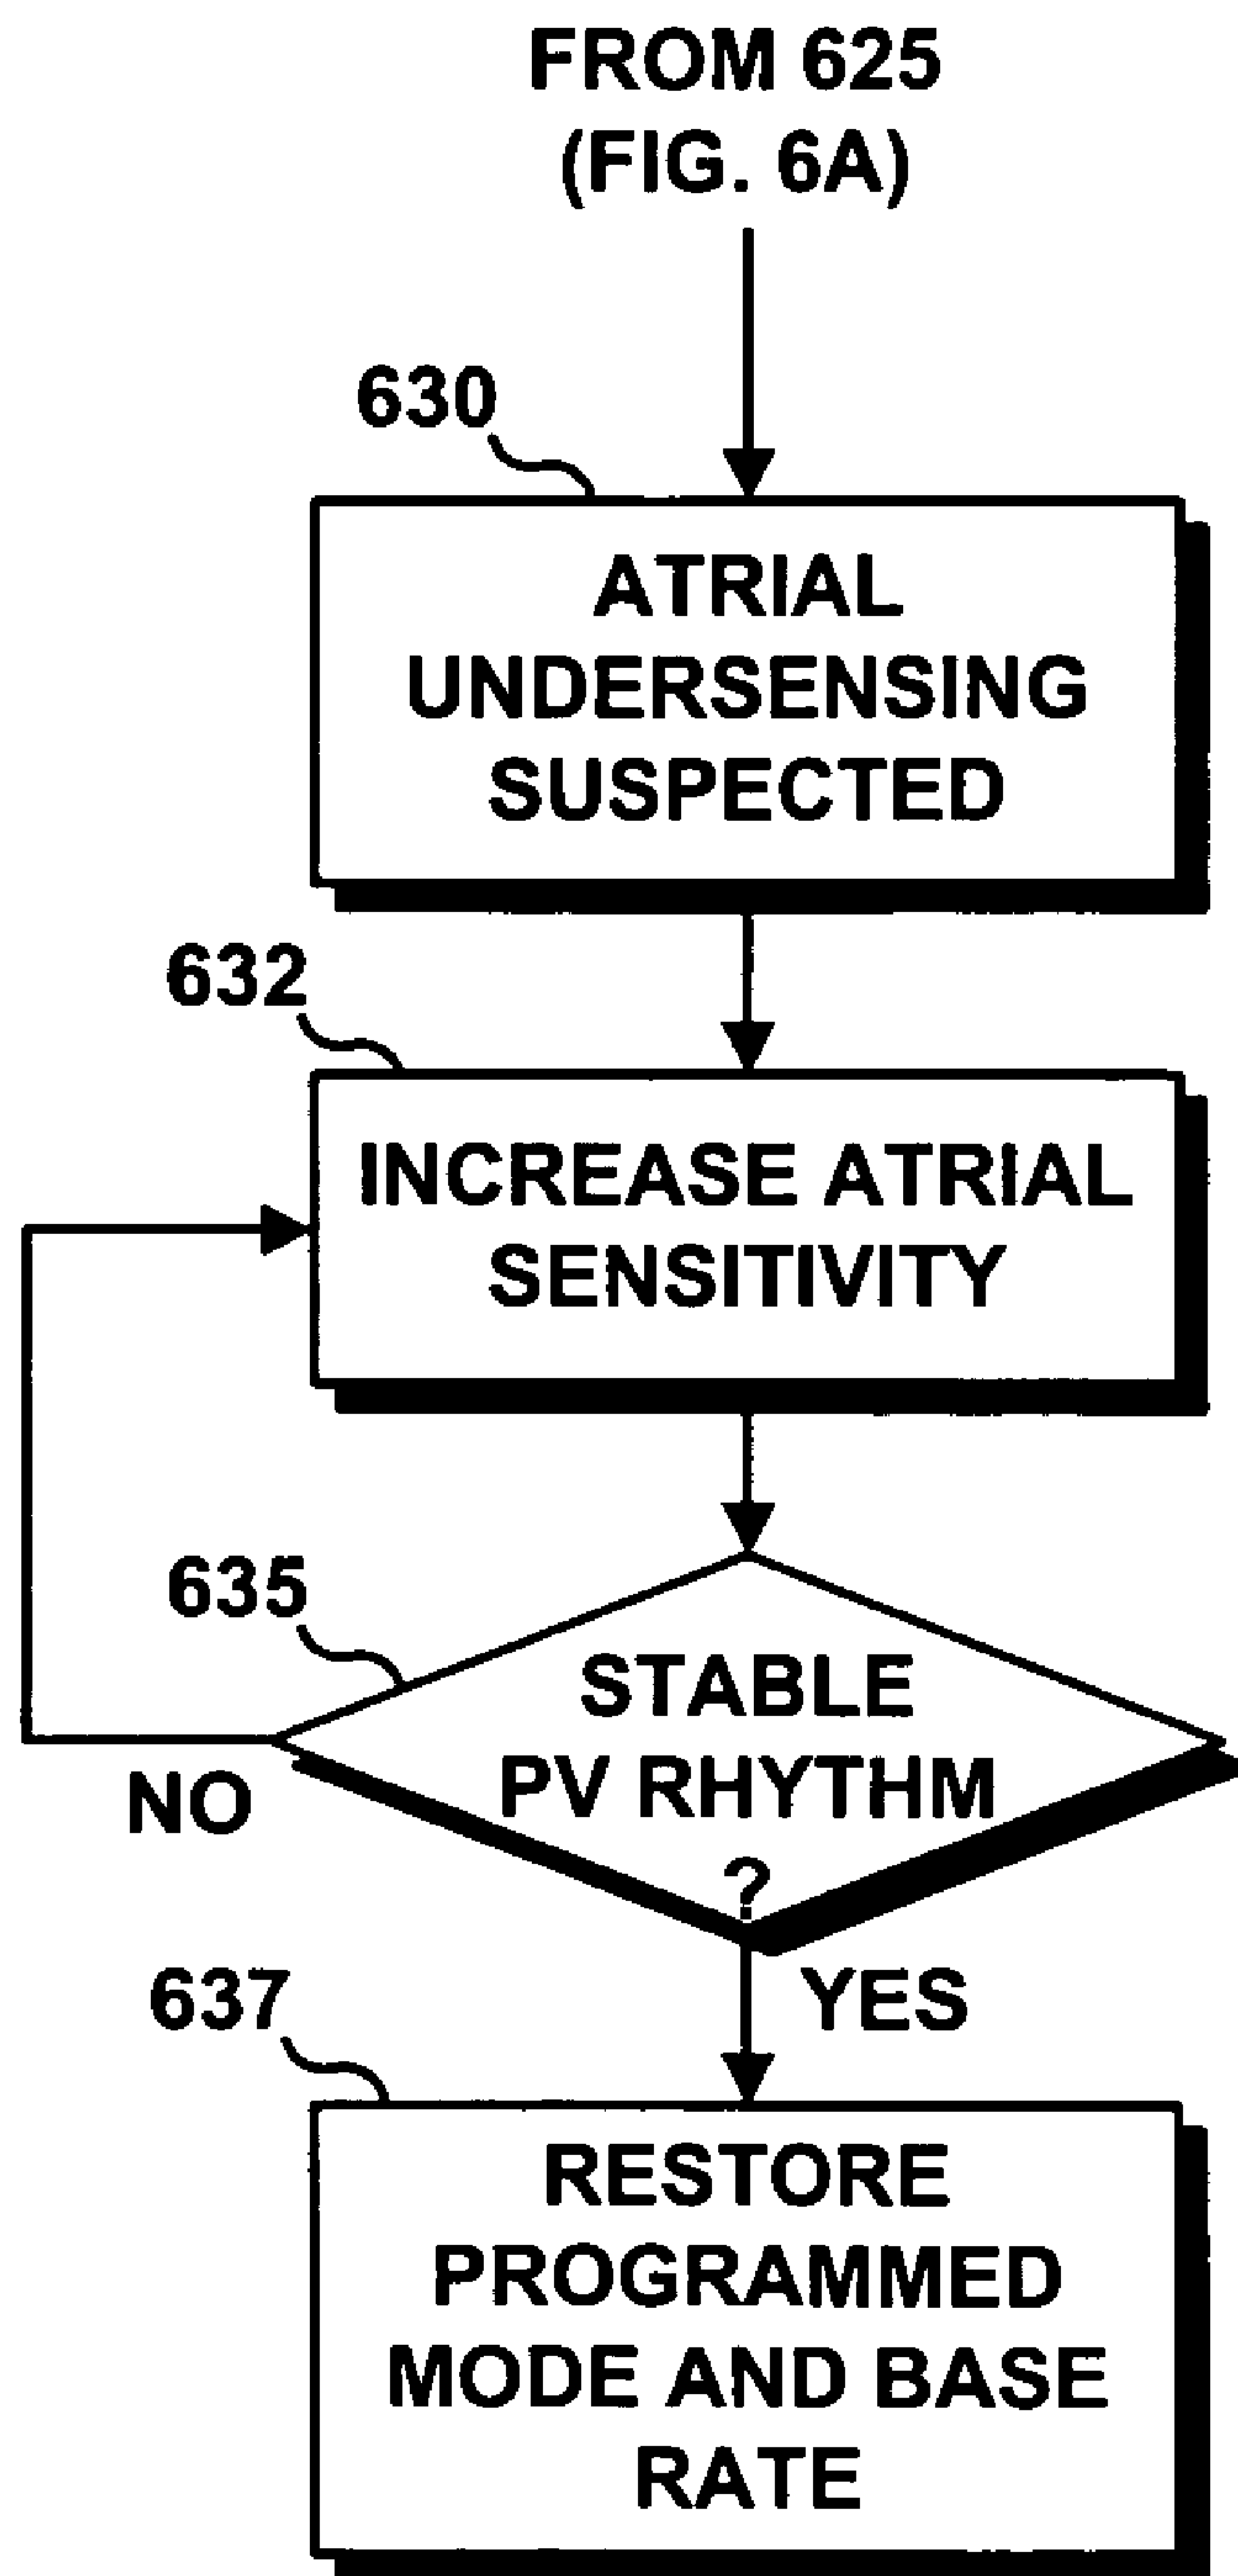 FROM 625
(FIG. 6A)
630
ATRIAL
UNDERSENSING
SUSPECTED
632
INCREASE ATRIAL
SENSITIVITY
635
STABLE
PV RHYTHM
?
NO
YES
637
RESTORE
PROGRAMMED
MODE AND BASE
RATE